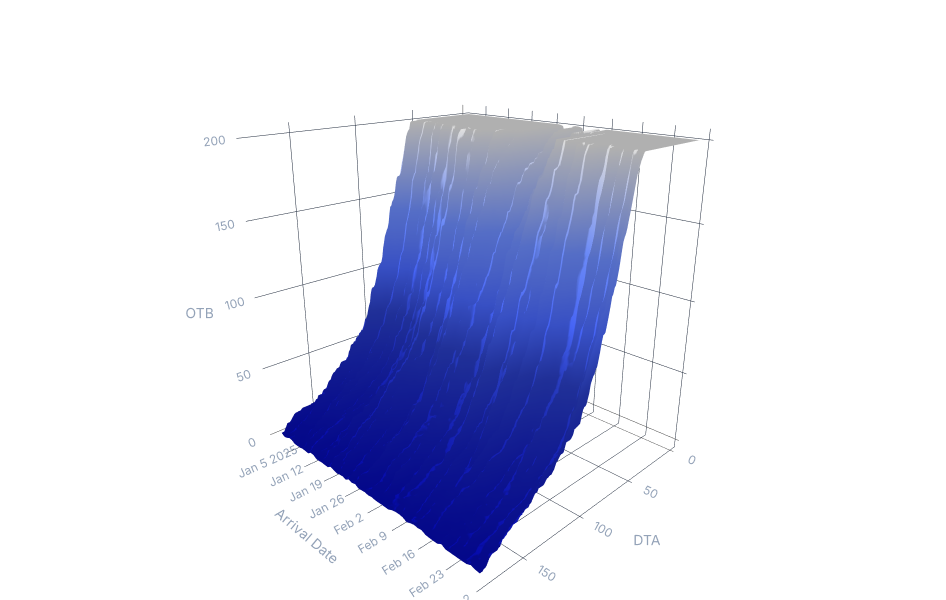 200
150
100
50
0
OTB
Jan 5 2025
Jan 12
Jan 19
Jan 26
Feb 2
Feb 9
Feb 16
Feb 23
Arrival Date
0
50
100
150
DTA